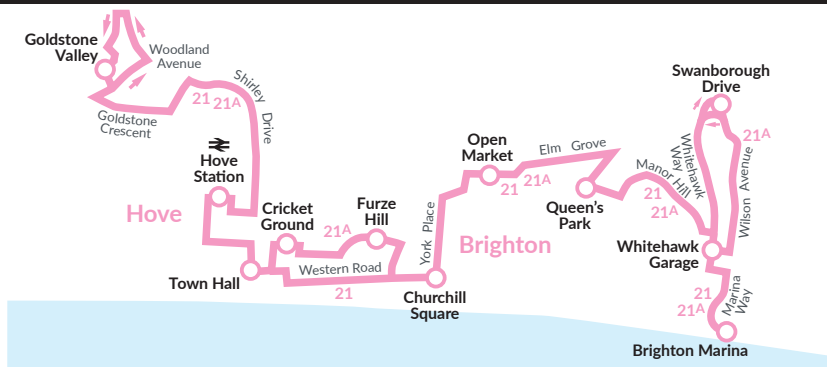 Goldstone
Valley
Woodland
Avenue
21 21A
Shirley Drive
Goldstone
Crescent
Hove
Station
Hove
Cricket
Ground
21A
Furze
Hill
Town Hall
Western Road
21
York Place
Churchill
Square
Open
Market
21 21A
Elm Grove
Brighton
Queen's
Park
Manor Hill
21
21A
Swanborough
Drive
21A
Whitehawk
Way
Wilson Avenue
Whitehawk
Garage
21
21A
Marina
Way
Brighton Marina